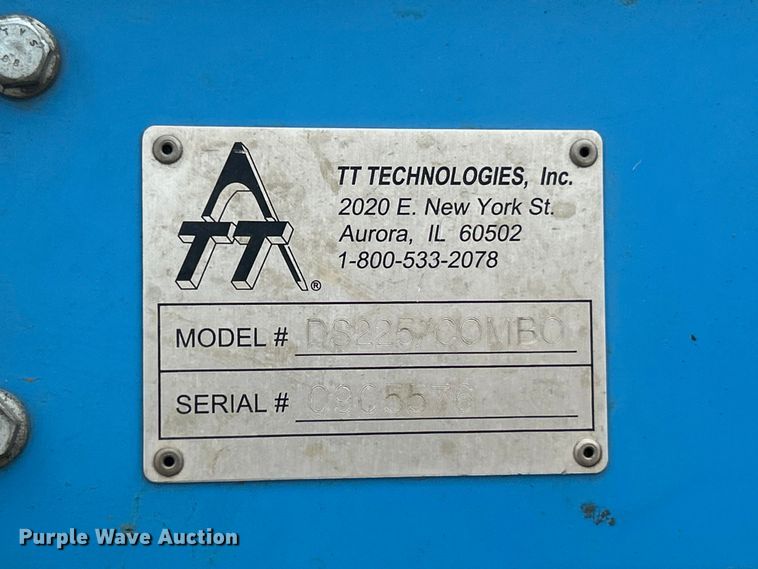 TVS
TT
®
TT TECHNOLOGIES, Inc.
2020 E. New York St.
Aurora, IL 60502
1-800-533-2078
MODEL # DS225/COMBO
SERIAL #
Purple Wave Auction